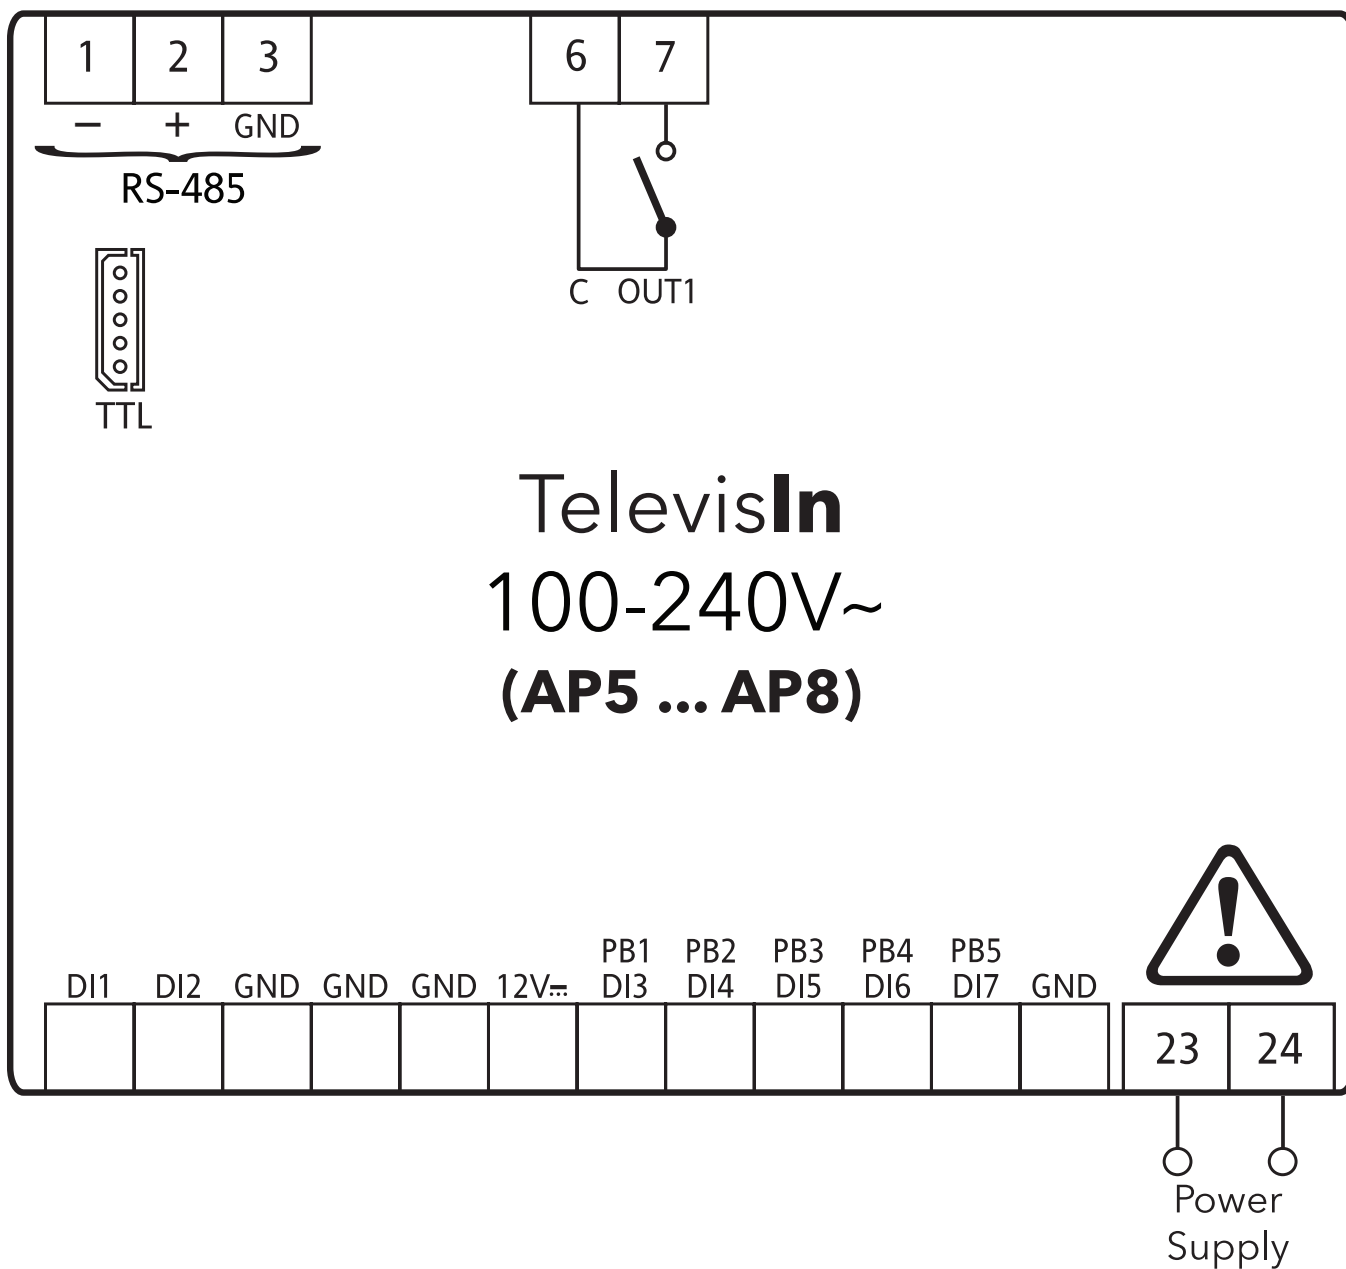 1 2 3
6 7
− + GND
RS-485
C OUT1
TTL
TelevisIn
100-240V~
(AP5 ... AP8)
PB1 PB2 PB3 PB4 PB5
DI1 DI2 GND GND GND 12V⎓ DI3 DI4 DI5 DI6 DI7 GND
23 24
Power
Supply